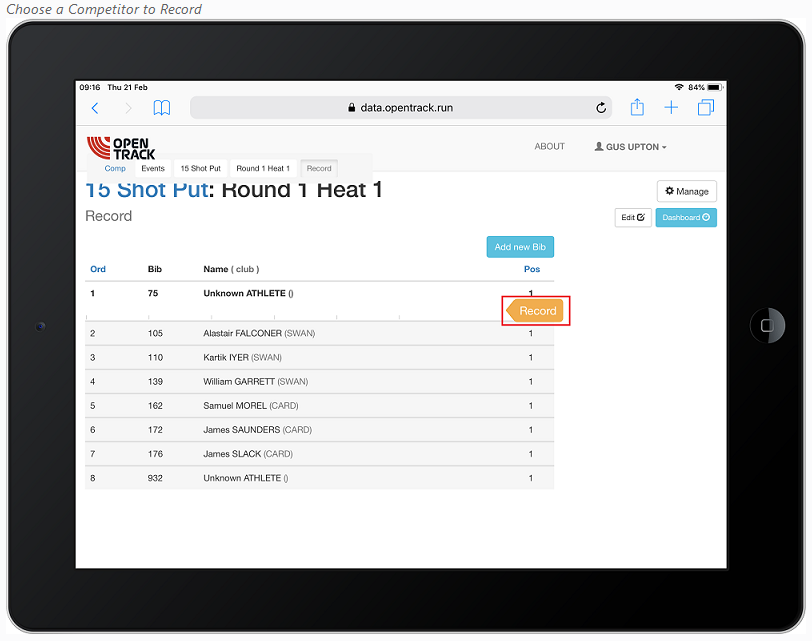 Choose a Competitor to Record
09:16 Thu 21 Feb 84%
data.opentrack.run
OPEN
TRACK
ABOUT GUS UPTON
Comp Events 15 Shot Put Round 1 Heat 1 Record
15 Shot Put: Round 1 Heat 1
Manage
Record
Edit Dashboard
Add new Bib
Ord Bib Name ( club ) Pos
1 75 Unknown ATHLETE () 1
Record
2 105 Alastair FALCONER (SWAN) 1
3 110 Kartik IYER (SWAN) 1
4 139 William GARRETT (SWAN) 1
5 162 Samuel MOREL (CARD) 1
6 172 James SAUNDERS (CARD) 1
7 176 James SLACK (CARD) 1
8 932 Unknown ATHLETE () 1